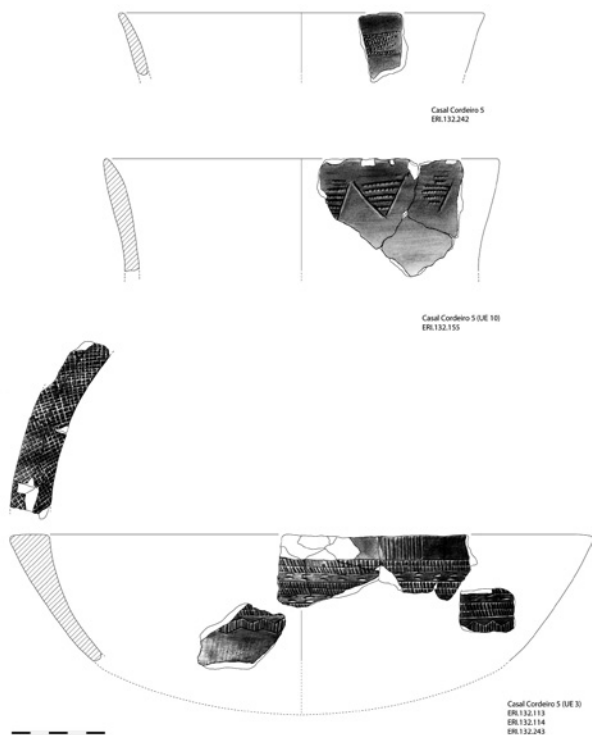 Casal Cordeiro 5
ERI.132.242
Casal Cordeiro 5 (UE 10)
ERI.132.155
Casal Cordeiro 5 (UE 3)
ERI.132.113
ERI.132.114
ERI.132.243